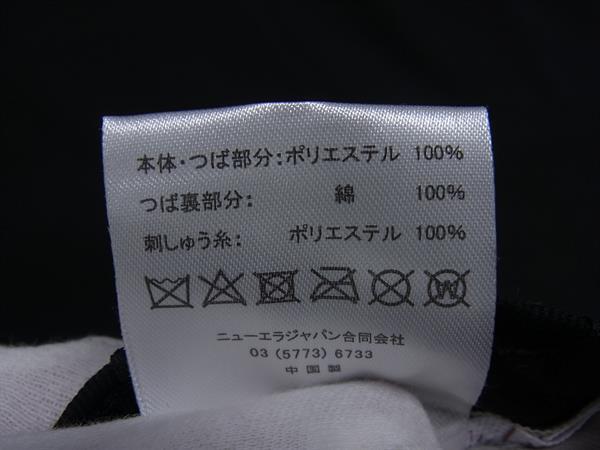 本体・つば部分:ポリエステル 100%
つば裏部分: 綿 100%
刺しゅう糸: ポリエステル 100%
ニューエラジャパン合同会社
03 (5773) 6733
中国製